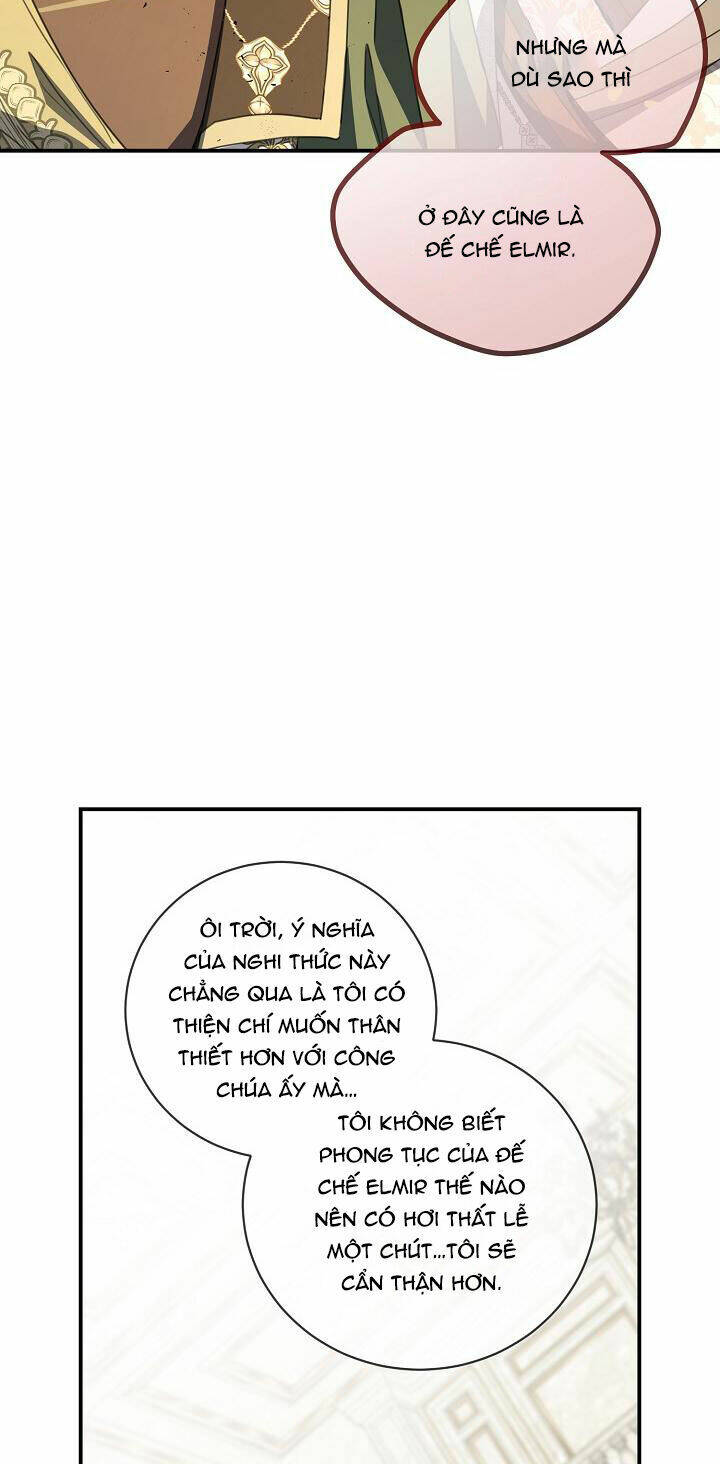 NHƯNG MÀ
DÙ SAO THÌ
Ở ĐÂY CŨNG LÀ
ĐẾ CHẾ ELMIR.
ÔI TRỜI, Ý NGHĨA
CỦA NGHI THỨC NÀY
CHẲNG QUA LÀ TÔI CÓ
THIỆN CHÍ MUỐN THÂN
THIẾT HƠN VỚI CÔNG
CHÚA ẤY MÀ...
TÔI KHÔNG BIẾT
PHONG TỤC CỦA ĐẾ
CHẾ ELMIR THẾ NÀO
NÊN CÓ HƠI THẤT LỄ
MỘT CHÚT...TÔI SẼ
CẨN THẬN HƠN.